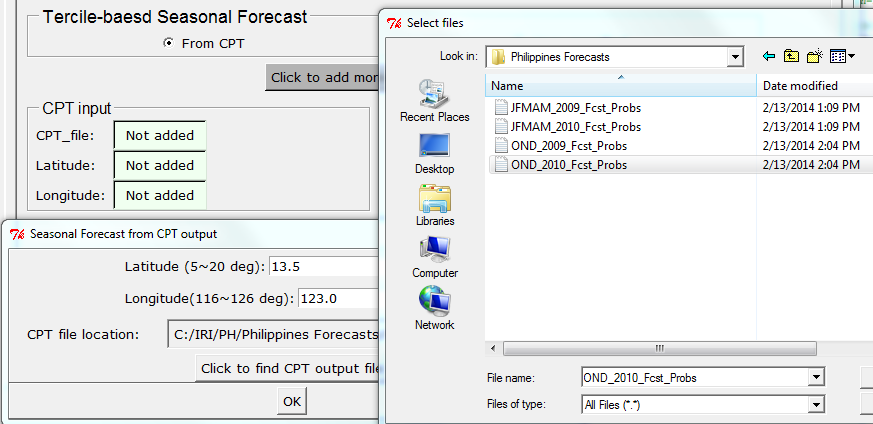 Tercile-baesd Seasonal Forecast
From CPT
Click to add mor
CPT input
CPT_file: Not added
Latitude: Not added
Longitude: Not added
Seasonal Forecast from CPT output
Latitude (5~20 deg): 13.5
Longitude(116~126 deg): 123.0
CPT file location: C:/IRI/PH/Philippines Forecasts
Click to find CPT output file
OK
Select files
Look in: Philippines Forecasts
Recent Places
Desktop
Libraries
Computer
Network
Name Date modified
JFMAM_2009_Fcst_Probs 2/13/2014 1:09 PM
JFMAM_2010_Fcst_Probs 2/13/2014 1:09 PM
OND_2009_Fcst_Probs 2/13/2014 2:04 PM
OND_2010_Fcst_Probs 2/13/2014 2:04 PM
File name: OND_2010_Fcst_Probs
Files of type: All Files (*.*)